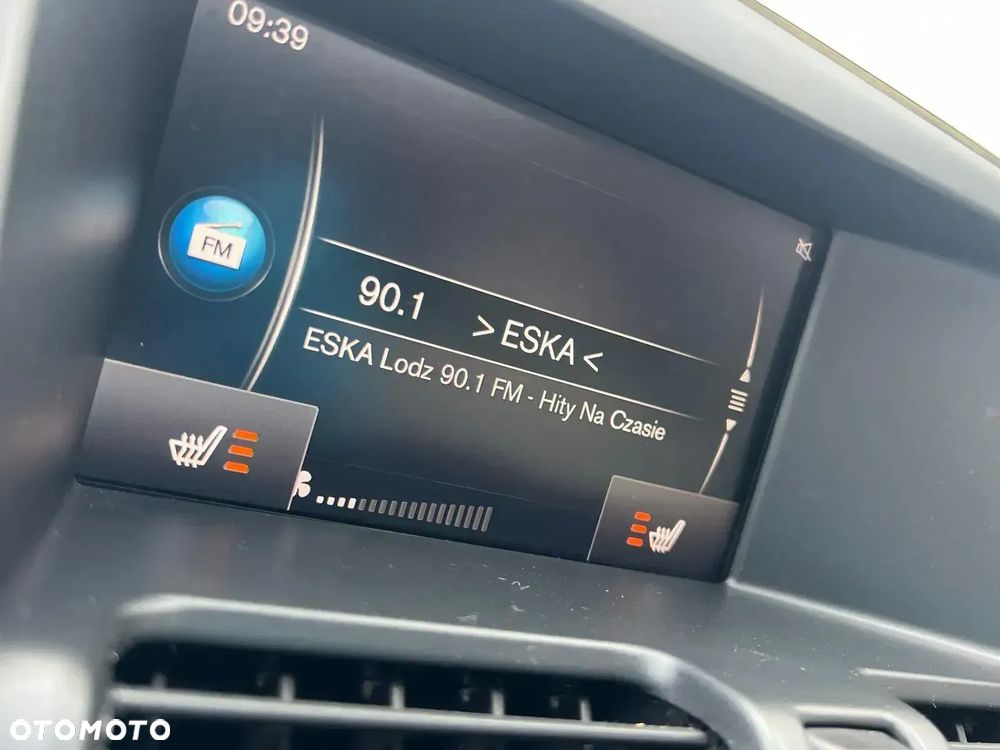 09:39
FM
90.1 > ESKA <
ESKA Lodz 90.1 FM - Hity Na Czasie
OTOMOTO